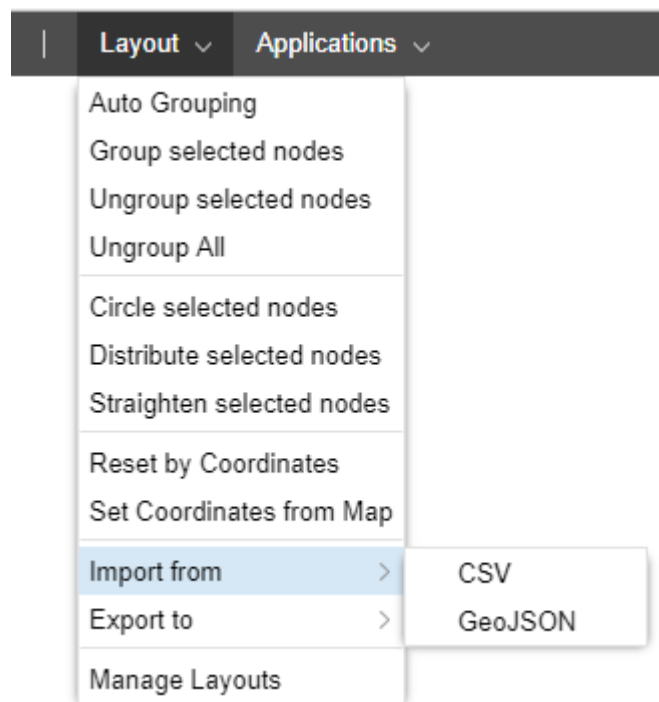 Layout Applications
Auto Grouping
Group selected nodes
Ungroup selected nodes
Ungroup All
Circle selected nodes
Distribute selected nodes
Straighten selected nodes
Reset by Coordinates
Set Coordinates from Map
Import from
CSV
Export to
GeoJSON
Manage Layouts